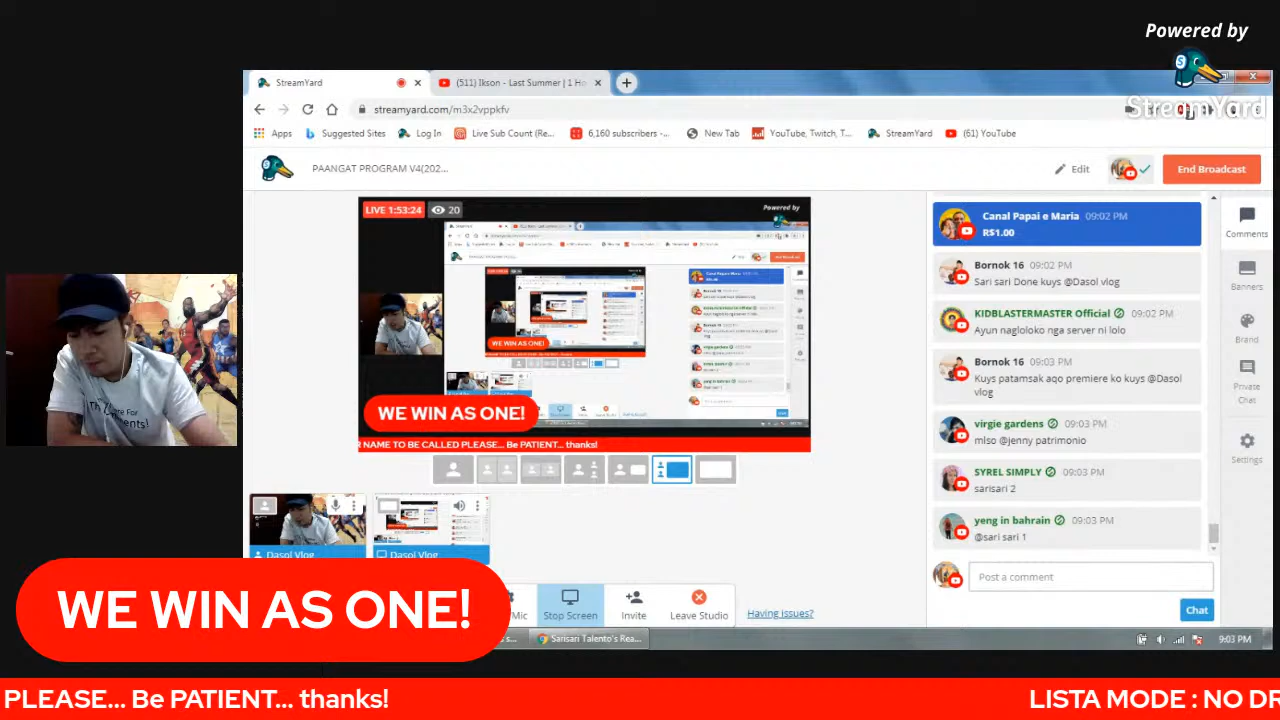 Powered by
StreamYard
StreamYard
(511) Ikson - Last Summer | 1 Ho
streamyard.com/m3x2vppkfv
Apps
Suggested Sites
Log In
Live Sub Count (Re...
6,160 subscribers -...
New Tab
YouTube, Twitch, T...
StreamYard
(61) YouTube
PAANGAT PROGRAM V4(202...
Edit
End Broadcast
LIVE 1:53:24
20
Powered by
WE WIN AS ONE!
WE WIN AS ONE!
R NAME TO BE CALLED PLEASE... Be PATIENT... thanks!
Canal Papai e Maria 09:02 PM
R$1.00
Bornok 16 09:02 PM
Sari sari Done kuys @Dasol vlog
KIDBLASTERMASTER Official 09:02 PM
Ayun nagloloko nga server ni lolo
Bornok 16 09:03 PM
Kuys patamsak aqo premiere ko kuys @Dasol
vlog
virgie gardens 09:03 PM
mlso @jenny patrimonio
SYREL SIMPLY 09:03 PM
sarisari 2
yeng in bahrain 09:03 PM
@sari sari 1
Post a comment
Chat
Comments
Banners
Brand
Private
Chat
Settings
Dasol Vlog
Dasol Vlog
Mic
Stop Screen
Invite
Leave Studio
Having issues?
Sarisari Talento's Rea...
9:03 PM
WE WIN AS ONE!
PLEASE... Be PATIENT... thanks!
LISTA MODE : NO DR